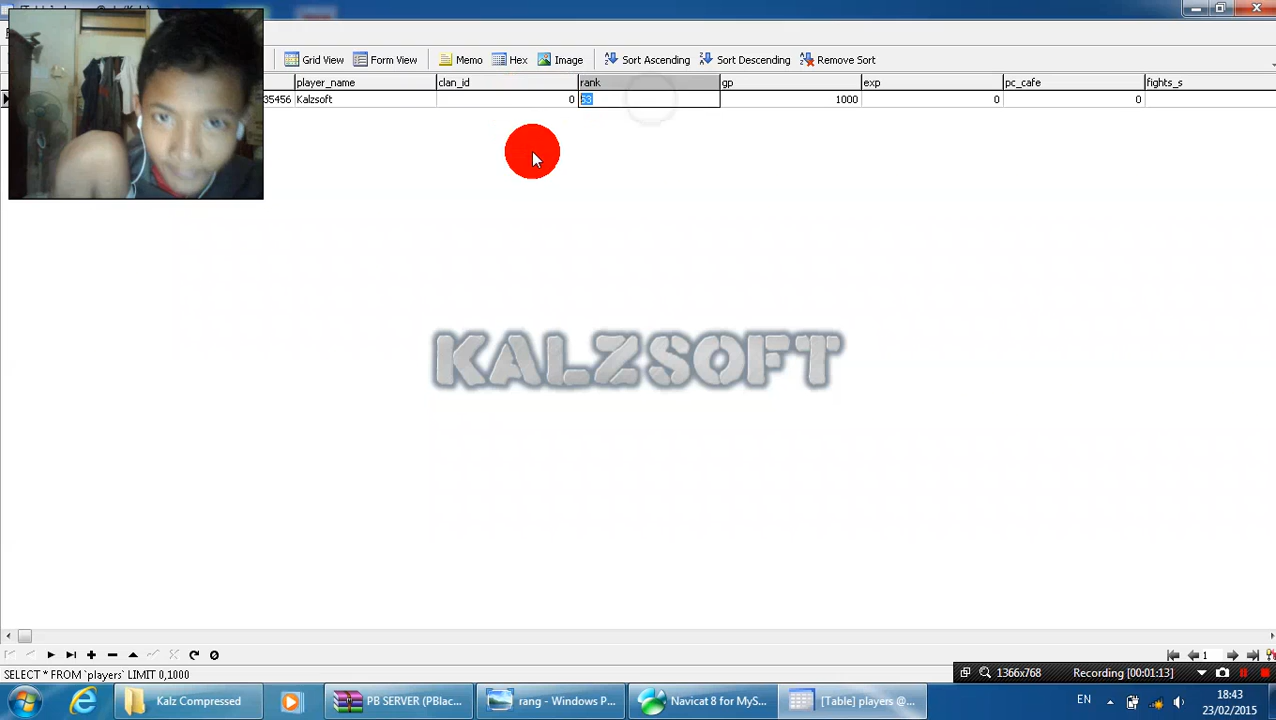 Grid View Form View Memo Hex Image Sort Ascending Sort Descending Remove Sort
player_name clan_id rank gp exp pc_cafe fights_s
35456 Kalzsoft 0 53 1000 0 0
KALZSOFT
1
SELECT * FROM `players` LIMIT 0,1000
1366x768 Recording [00:01:13]
Kalz Compressed PB SERVER (PBlac... rang - Windows P... Navicat 8 for MyS... [Table] players @... EN 18:43
23/02/2015